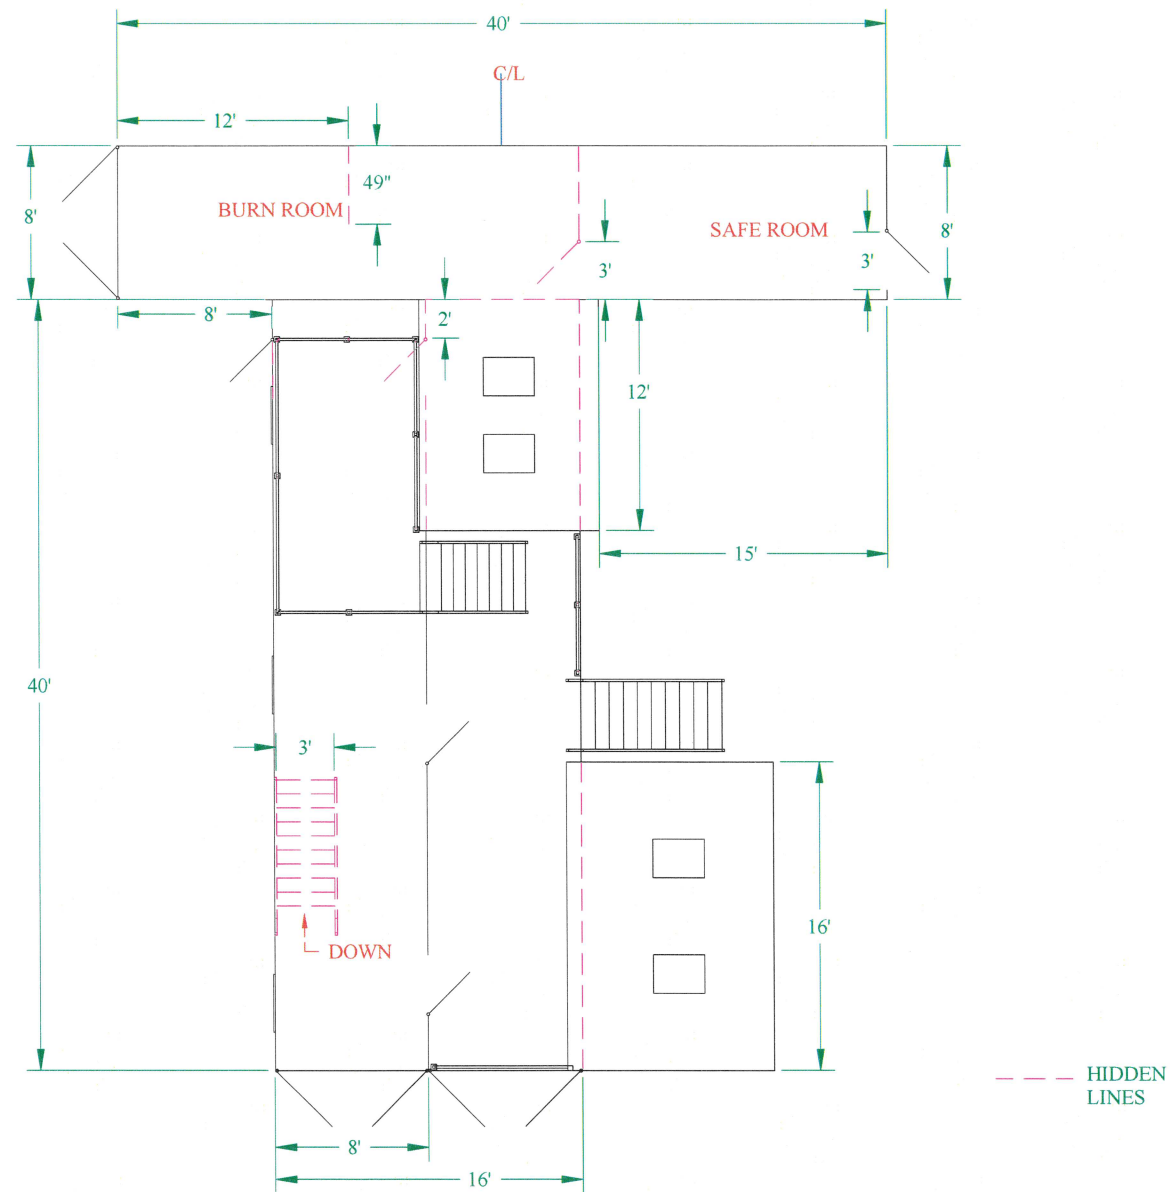 40'
C/L
12'
49"
8'
BURN ROOM
SAFE ROOM
8'
3'
3'
8'
2'
12'
15'
40'
3'
16'
DOWN
HIDDEN
LINES
8'
16'